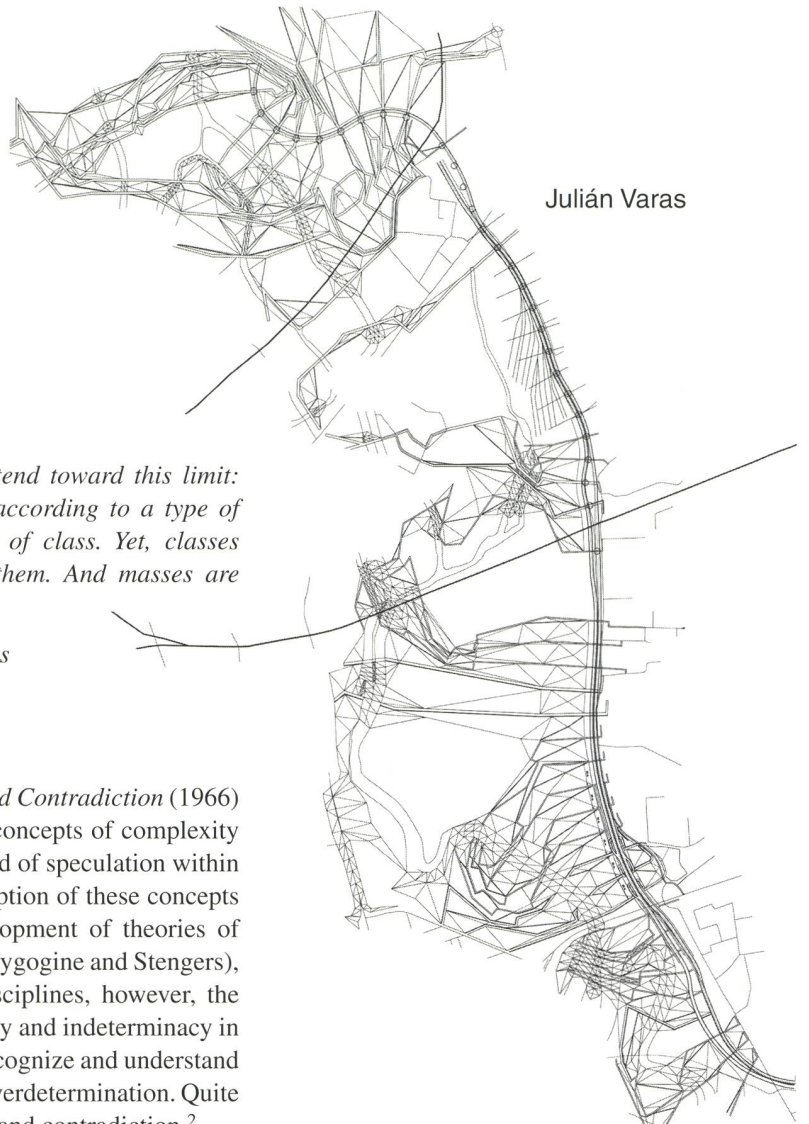 Julián Varas
tend toward this limit:
according to a type of
of class. Yet, classes
them. And masses are
s
d Contradiction (1966)
concepts of complexity
d of speculation within
ption of these concepts
opment of theories of
ygogine and Stengers),
sciplines, however, the
y and indeterminacy in
cognize and understand
verdetermination. Quite
and contradiction.2